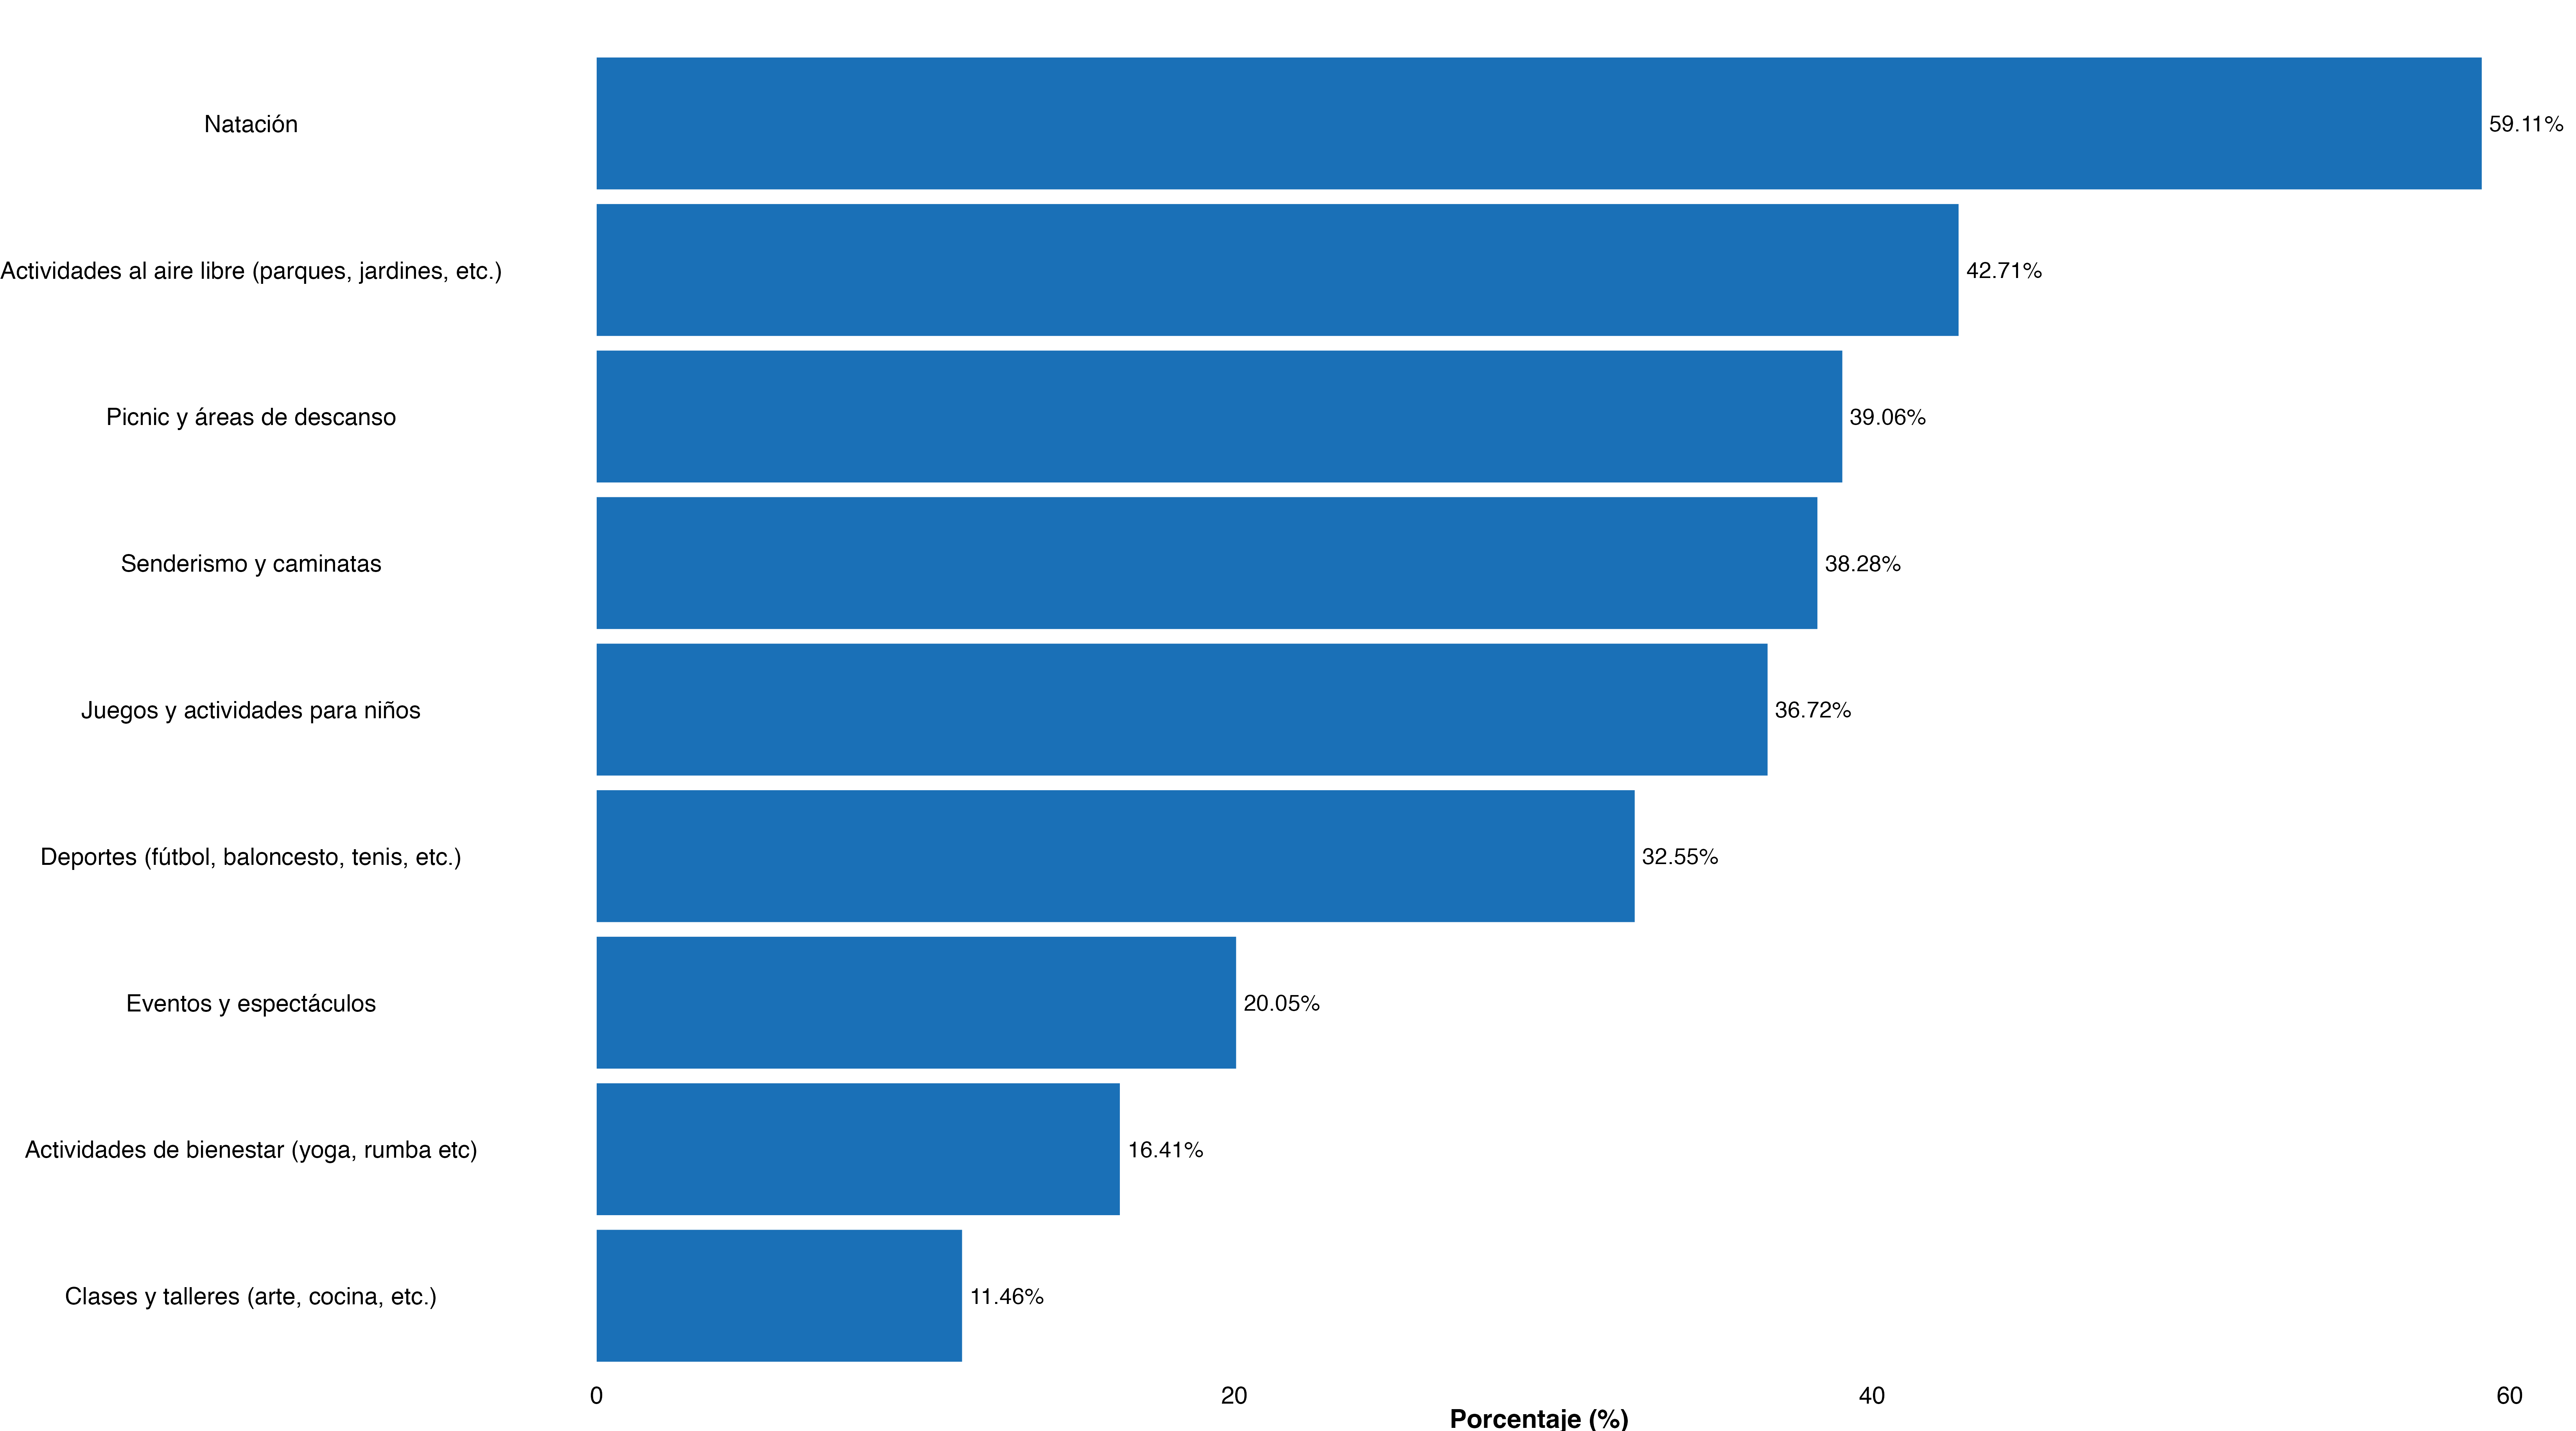 Natación
59.11%
Actividades al aire libre (parques, jardines, etc.)
42.71%
Picnic y áreas de descanso
39.06%
Senderismo y caminatas
38.28%
Juegos y actividades para niños
36.72%
Deportes (fútbol, baloncesto, tenis, etc.)
32.55%
Eventos y espectáculos
20.05%
Actividades de bienestar (yoga, rumba etc)
16.41%
Clases y talleres (arte, cocina, etc.)
11.46%
0 20 40 60
Porcentaje (%)